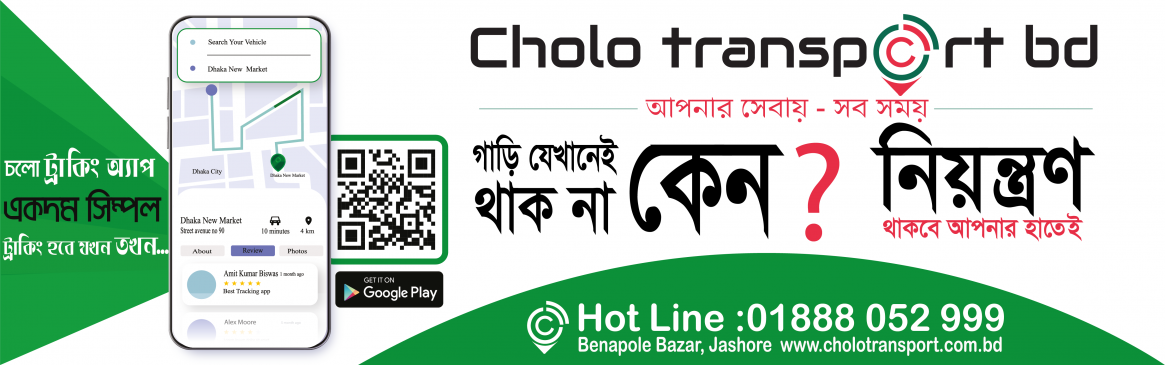 চলো ট্রাকিং অ্যাপ
একদম সিম্পল
ট্রাকিং হবে যখন তখন...
Search Your Vehicle
Dhaka New Market
Dhaka City
Dhaka New Market
Dhaka New Market
Street avenue no 90
10 minutes
4 km
About
Review
Photos
Amit Kumar Biswas 1 month ago
Best Tracking app
Alex Moore
GET IT ON
Google Play
Cholo transport bd
আপনার সেবায় - সব সময়
গাড়ি যেখানেই
থাক না কেন ?
নিয়ন্ত্রণ
থাকবে আপনার হাতেই
Hot Line :01888 052 999
Benapole Bazar, Jashore www.cholotransport.com.bd